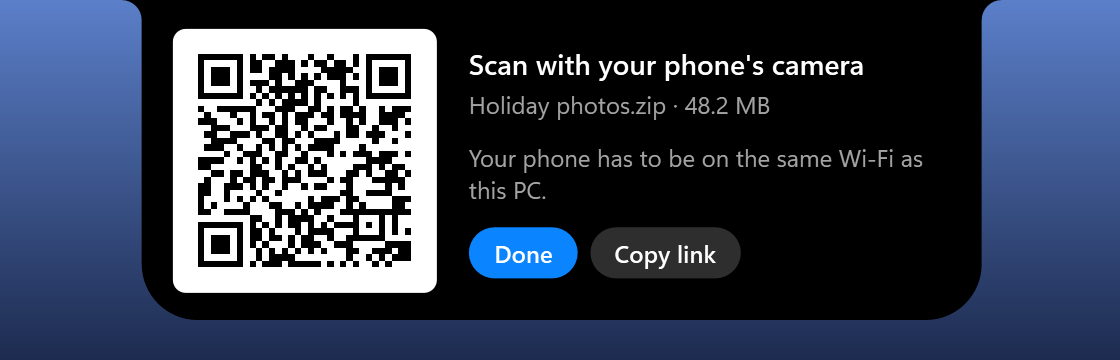 Scan with your phone's camera
Holiday photos.zip · 48.2 MB
Your phone has to be on the same Wi-Fi as
this PC.
Done
Copy link